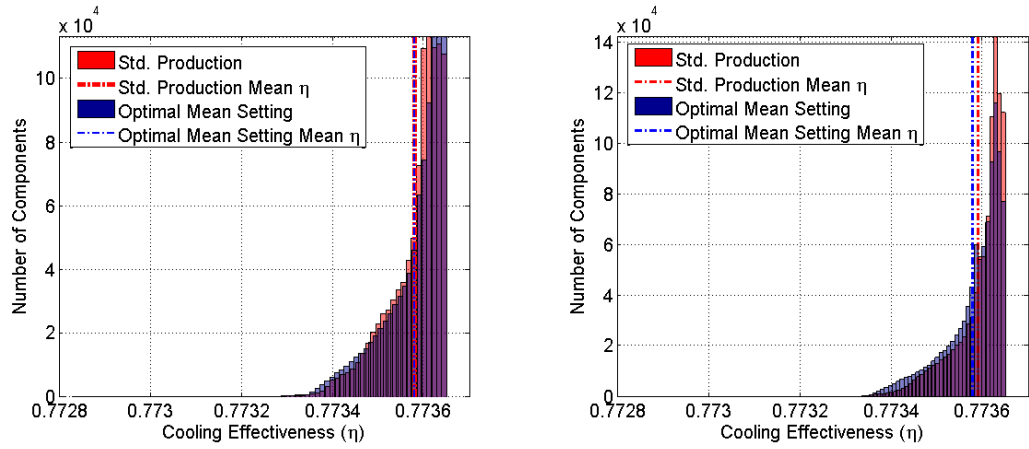 x 10^4
Std. Production
Std. Production Mean η
Optimal Mean Setting
Optimal Mean Setting Mean η
10
8
6
4
2
0
Number of Components
0.7728 0.773 0.7732 0.7734 0.7736
Cooling Effectiveness (η)
x 10^4
Std. Production
Std. Production Mean η
Optimal Mean Setting
Optimal Mean Setting Mean η
14
12
10
8
6
4
2
0
Number of Components
0.7728 0.773 0.7732 0.7734 0.7736
Cooling Effectiveness (η)